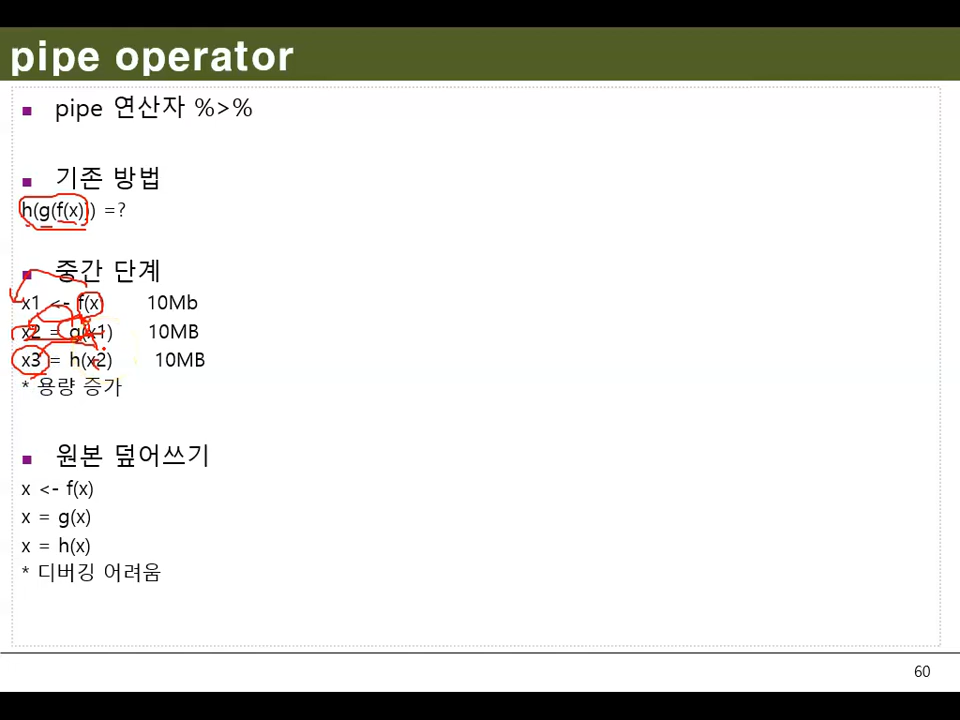 pipe operator
pipe 연산자 %>%
기존 방법
h(g(f(x))) =?
중간 단계
x1 <- f(x) 10Mb
x2 = g(x1) 10MB
x3 = h(x2) 10MB
* 용량 증가
원본 덮어쓰기
x <- f(x)
x = g(x)
x = h(x)
* 디버깅 어려움
60